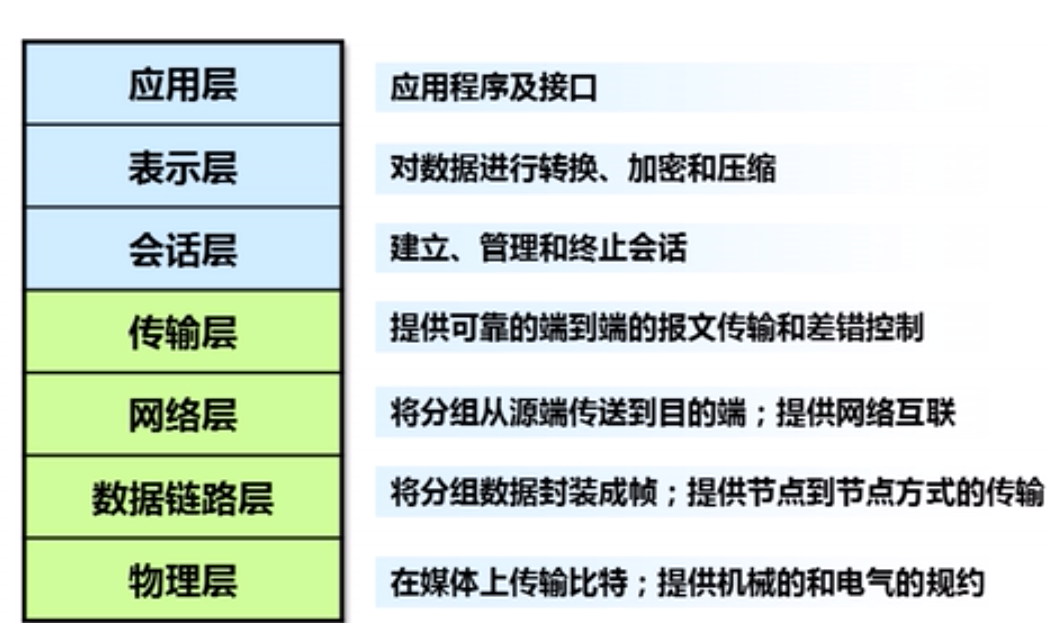 应用层
应用程序及接口
表示层
对数据进行转换、加密和压缩
会话层
建立、管理和终止会话
传输层
提供可靠的端到端的报文传输和差错控制
网络层
将分组从源端传送到目的端；提供网络互联
数据链路层
将分组数据封装成帧；提供节点到节点方式的传输
物理层
在媒体上传输比特；提供机械的和电气的规约